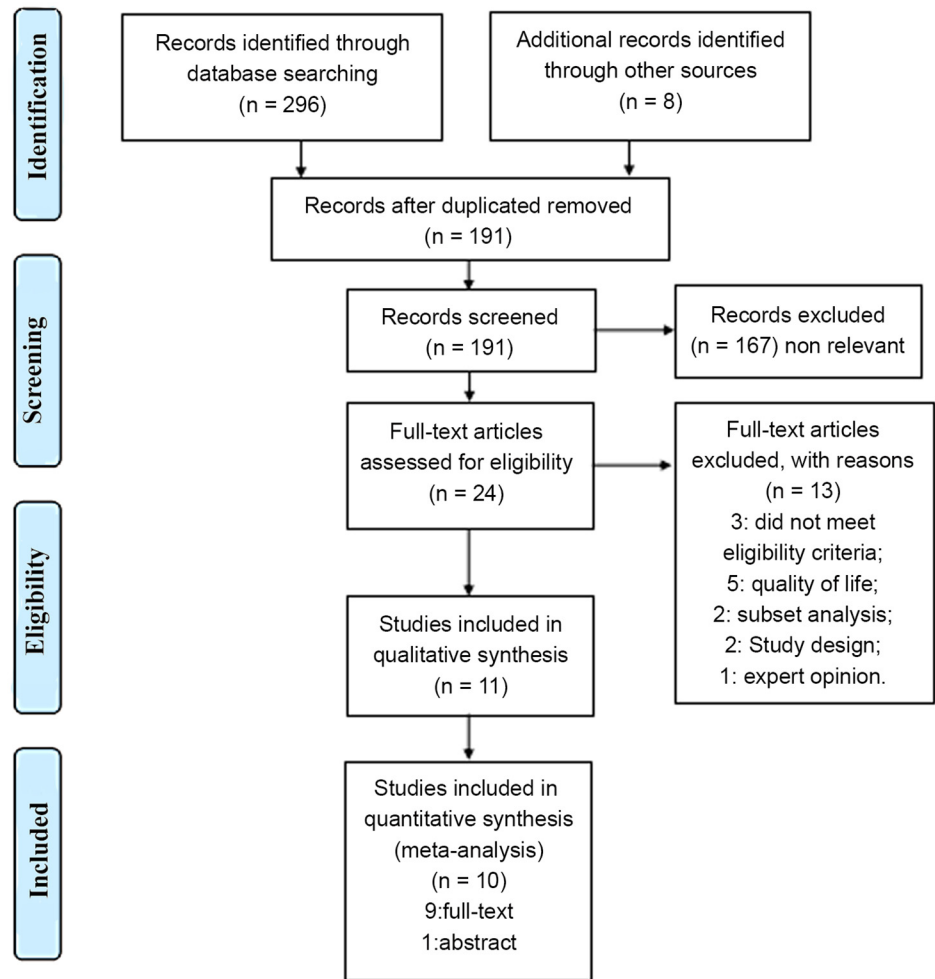 Identification
Records identified through
database searching
(n = 296)
Additional records identified
through other sources
(n = 8)
Records after duplicated removed
(n = 191)
Screening
Records screened
(n = 191)
Records excluded
(n = 167) non relevant
Full-text articles
assessed for eligibility
(n = 24)
Full-text articles
excluded, with reasons
(n = 13)
3: did not meet
eligibility criteria;
5: quality of life;
2: subset analysis;
2: Study design;
1: expert opinion.
Eligibility
Studies included in
qualitative synthesis
(n = 11)
Included
Studies included in
quantitative synthesis
(meta-analysis)
(n = 10)
9:full-text
1:abstract